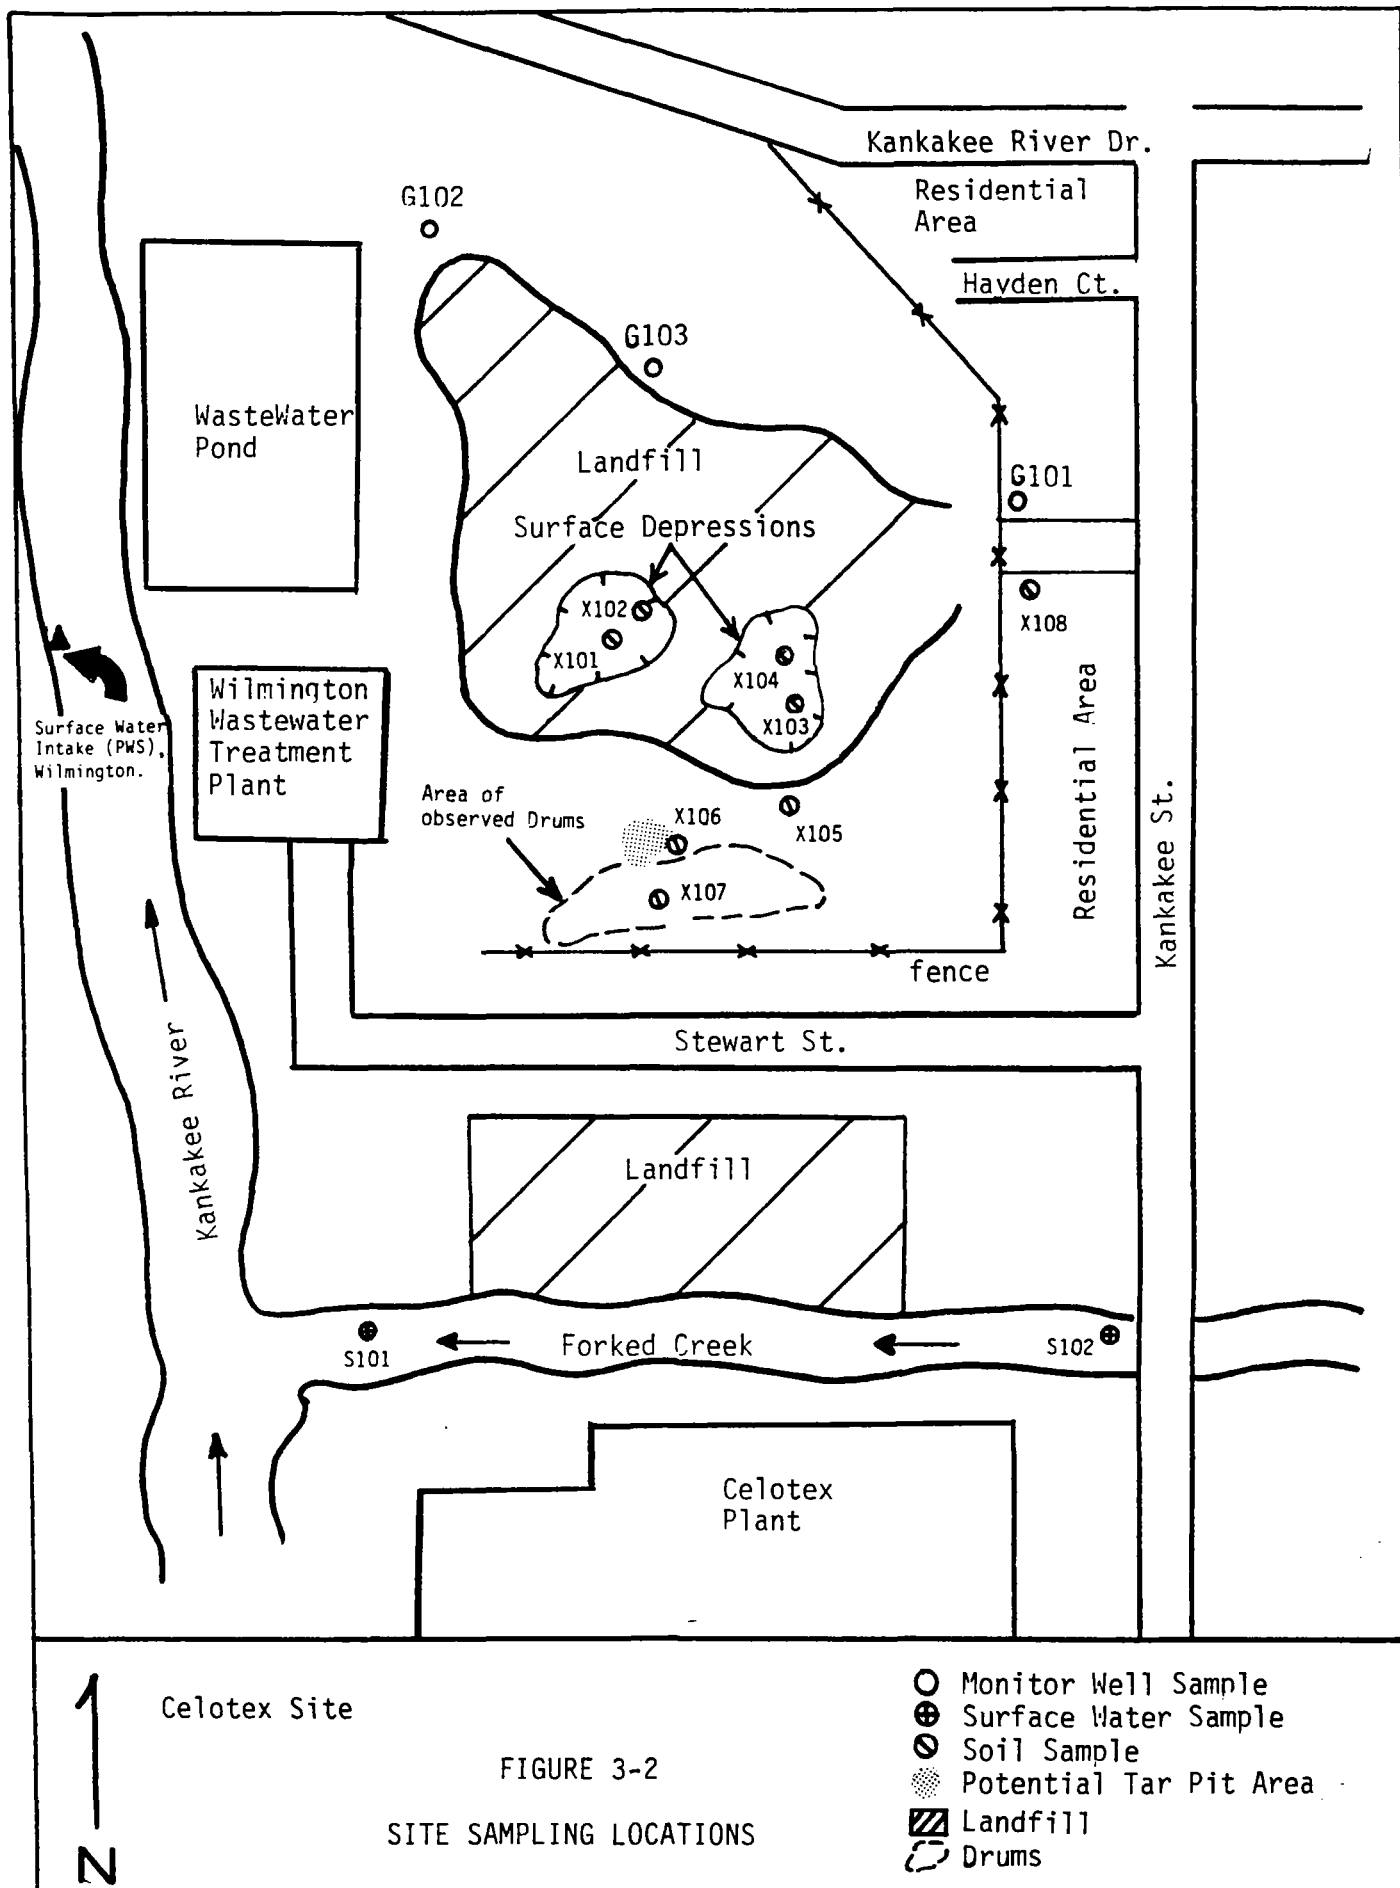 Kankakee River Dr.
Residential
Area
Hayden Ct.
G102
G103
WasteWater
Pond
Landfill
G101
Surface Depressions
X102
X101
X104
X103
X108
Surface Water
Intake (PWS),
Wilmington.
Wilmington
Wastewater
Treatment
Plant
Area of
observed Drums
X106
X105
X107
Residential Area
Kankakee St.
fence
Stewart St.
Kankakee River
Landfill
S101
Forked Creek
S102
Celotex
Plant
N
Celotex Site
FIGURE 3-2
SITE SAMPLING LOCATIONS
Monitor Well Sample
Surface Water Sample
Soil Sample
Potential Tar Pit Area
Landfill
Drums